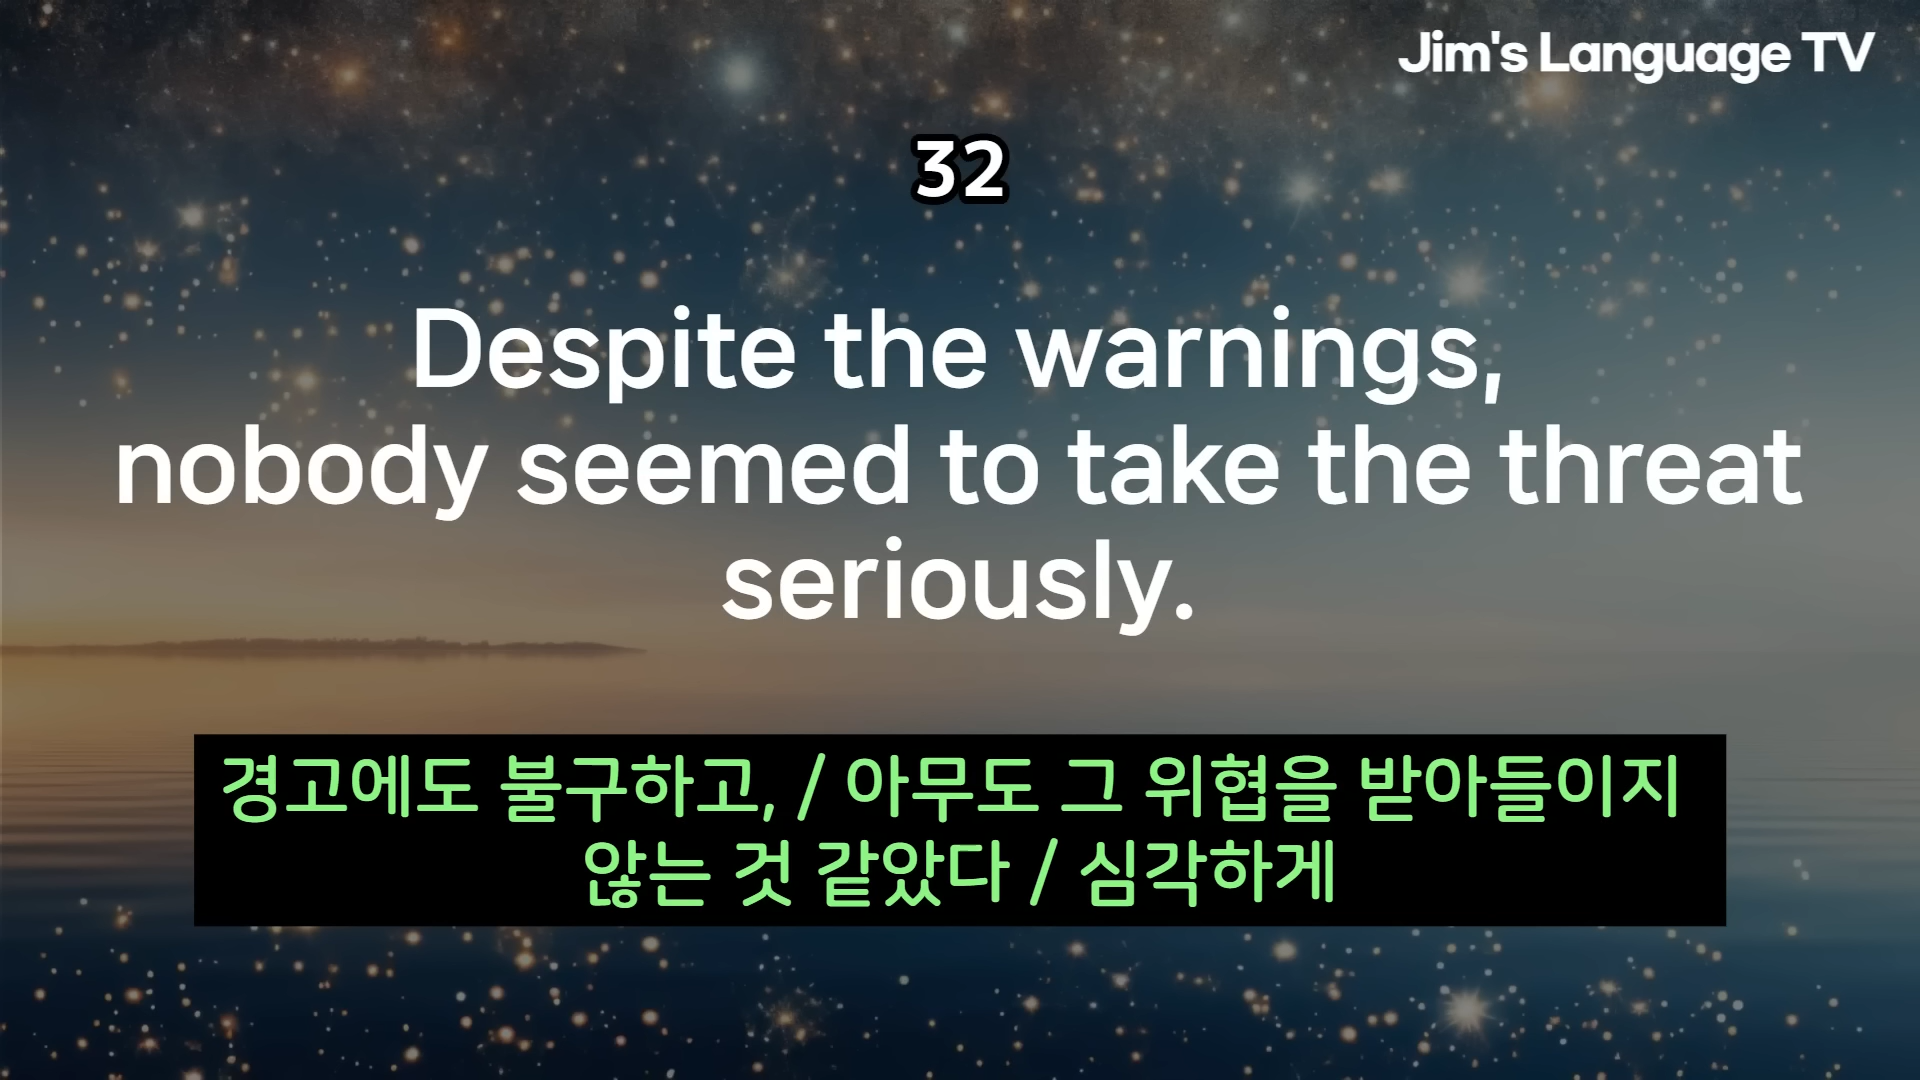 Jim's Language TV
32
Despite the warnings,
nobody seemed to take the threat
seriously.
경고에도 불구하고, / 아무도 그 위협을 받아들이지
않는 것 같았다 / 심각하게